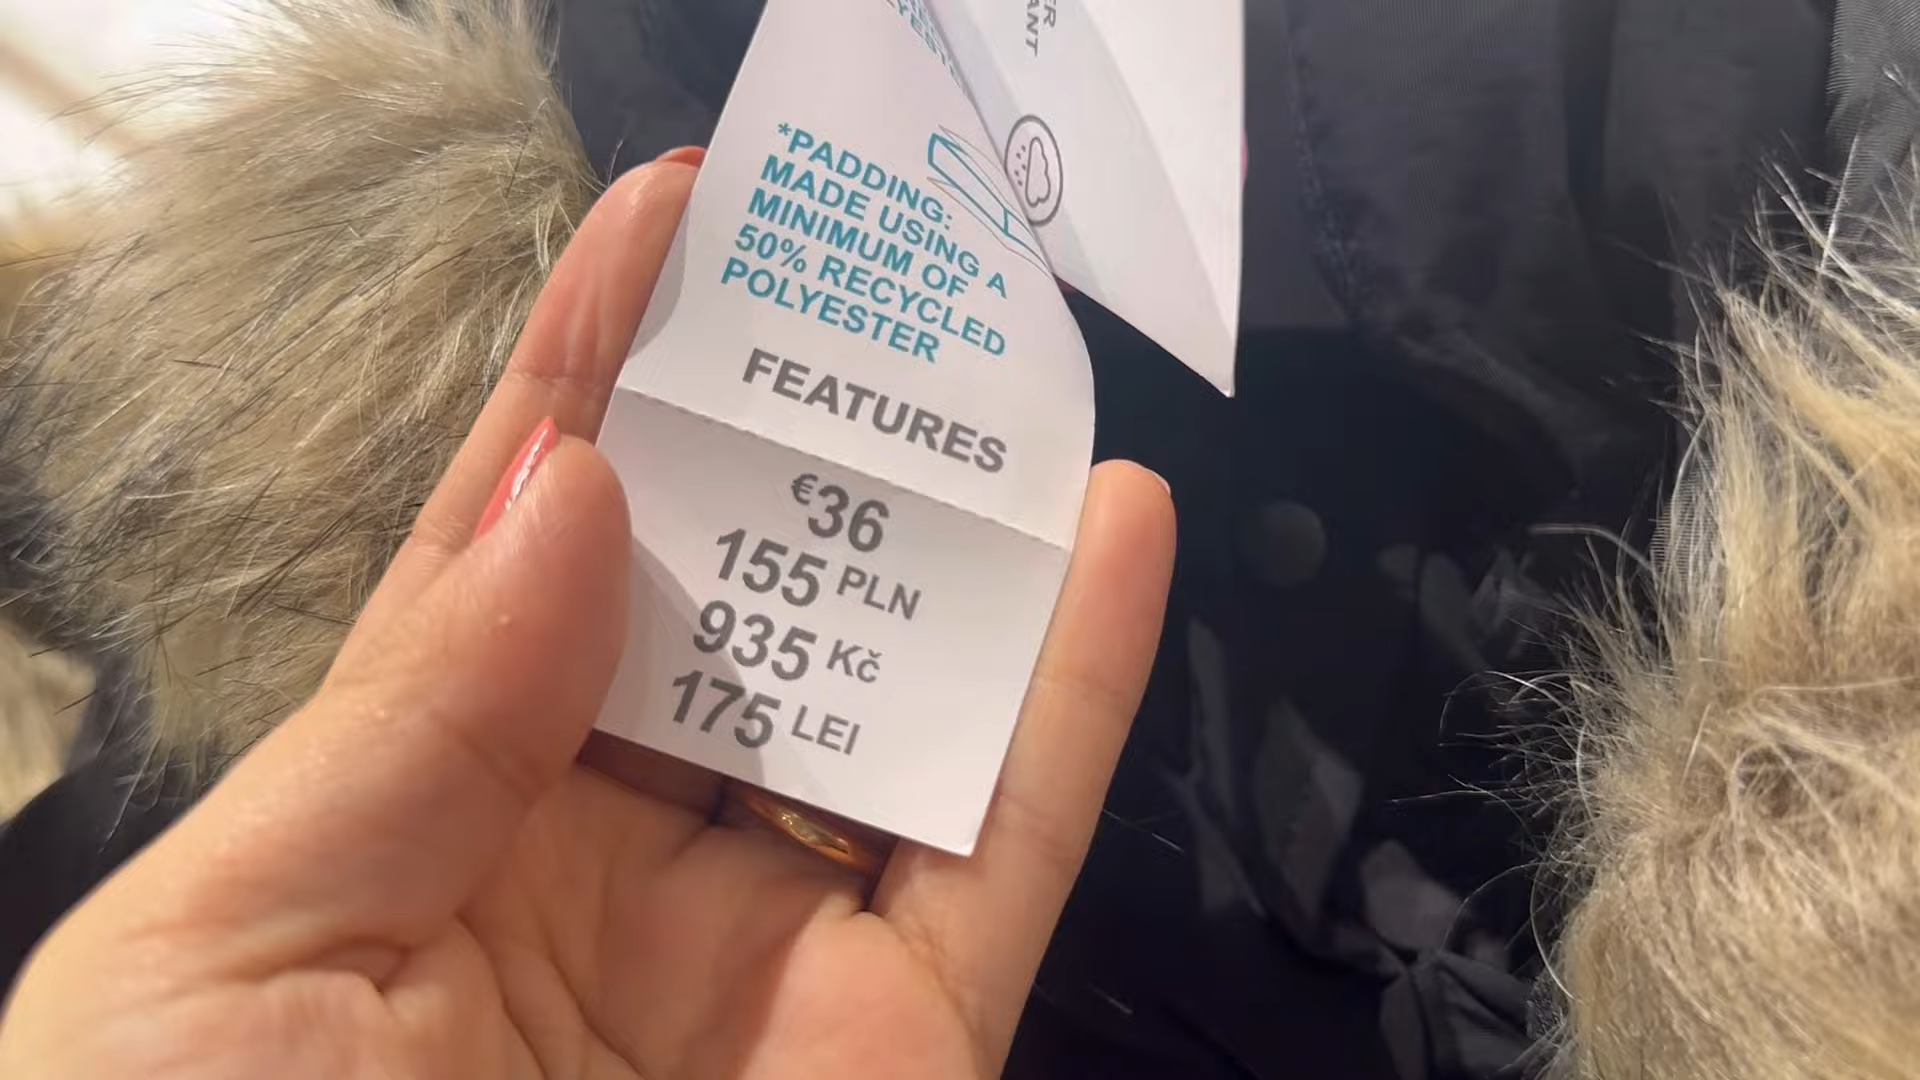 *PADDING:
MADE USING A
MINIMUM OF
50% RECYCLED
POLYESTER
FEATURES
€36
155 PLN
935 Kč
175 LEI